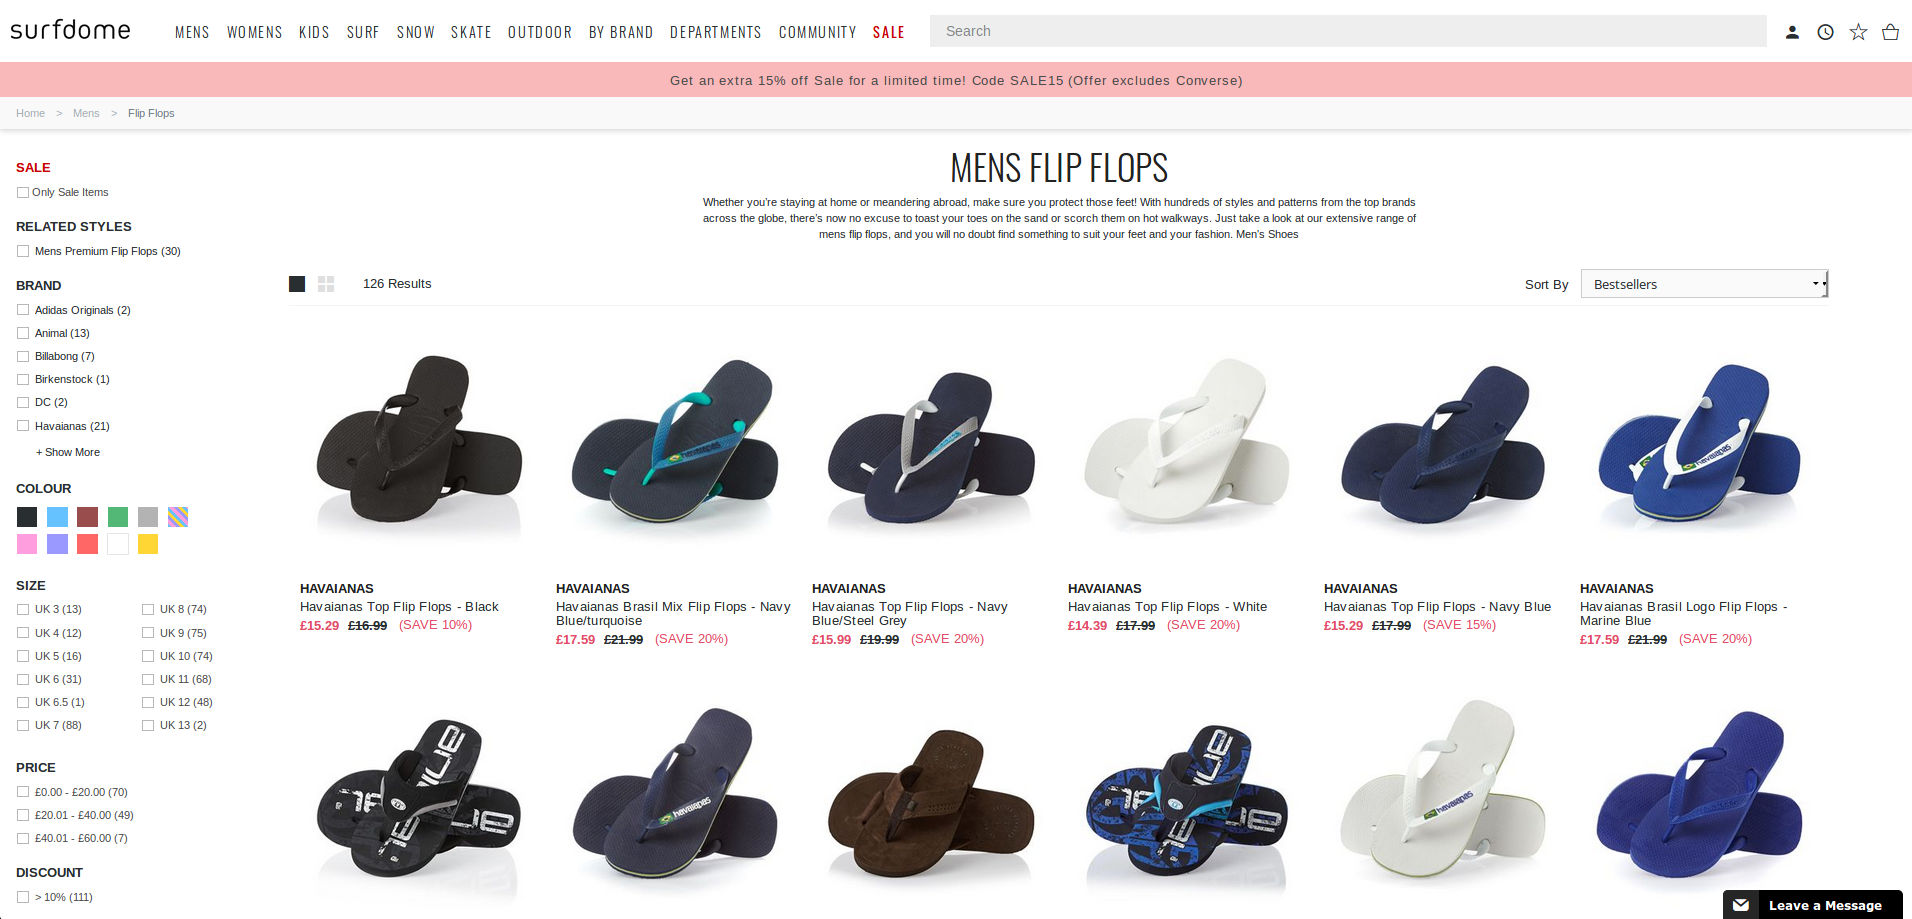 surfdome
MENS WOMENS KIDS SURF SNOW SKATE OUTDOOR BY BRAND DEPARTMENTS COMMUNITY SALE
Search
Get an extra 15% off Sale for a limited time! Code SALE15 (Offer excludes Converse)
Home > Mens > Flip Flops
SALE
Only Sale Items
RELATED STYLES
Mens Premium Flip Flops (30)
BRAND
Adidas Originals (2)
Animal (13)
Billabong (7)
Birkenstock (1)
DC (2)
Havaianas (21)
+ Show More
COLOUR
SIZE
UK 3 (13)
UK 8 (74)
UK 4 (12)
UK 9 (75)
UK 5 (16)
UK 10 (74)
UK 6 (31)
UK 11 (68)
UK 6.5 (1)
UK 12 (48)
UK 7 (88)
UK 13 (2)
PRICE
£0.00 - £20.00 (70)
£20.01 - £40.00 (49)
£40.01 - £60.00 (7)
DISCOUNT
> 10% (111)
MENS FLIP FLOPS
Whether you're staying at home or meandering abroad, make sure you protect those feet! With hundreds of styles and patterns from the top brands
across the globe, there's now no excuse to toast your toes on the sand or scorch them on hot walkways. Just take a look at our extensive range of
mens flip flops, and you will no doubt find something to suit your feet and your fashion. Men's Shoes
126 Results
Sort By
Bestsellers
havaianas
HAVAIANAS
Havaianas Top Flip Flops - Black
£15.29 £16.99 (SAVE 10%)
HAVAIANAS
Havaianas Brasil Mix Flip Flops - Navy
Blue/turquoise
£17.59 £21.99 (SAVE 20%)
HAVAIANAS
Havaianas Top Flip Flops - Navy
Blue/Steel Grey
£15.99 £19.99 (SAVE 20%)
HAVAIANAS
Havaianas Top Flip Flops - White
£14.39 £17.99 (SAVE 20%)
HAVAIANAS
Havaianas Top Flip Flops - Navy Blue
£15.29 £17.99 (SAVE 15%)
HAVAIANAS
Havaianas Brasil Logo Flip Flops -
Marine Blue
£17.59 £21.99 (SAVE 20%)
havaianas
havaianas
Leave a Message